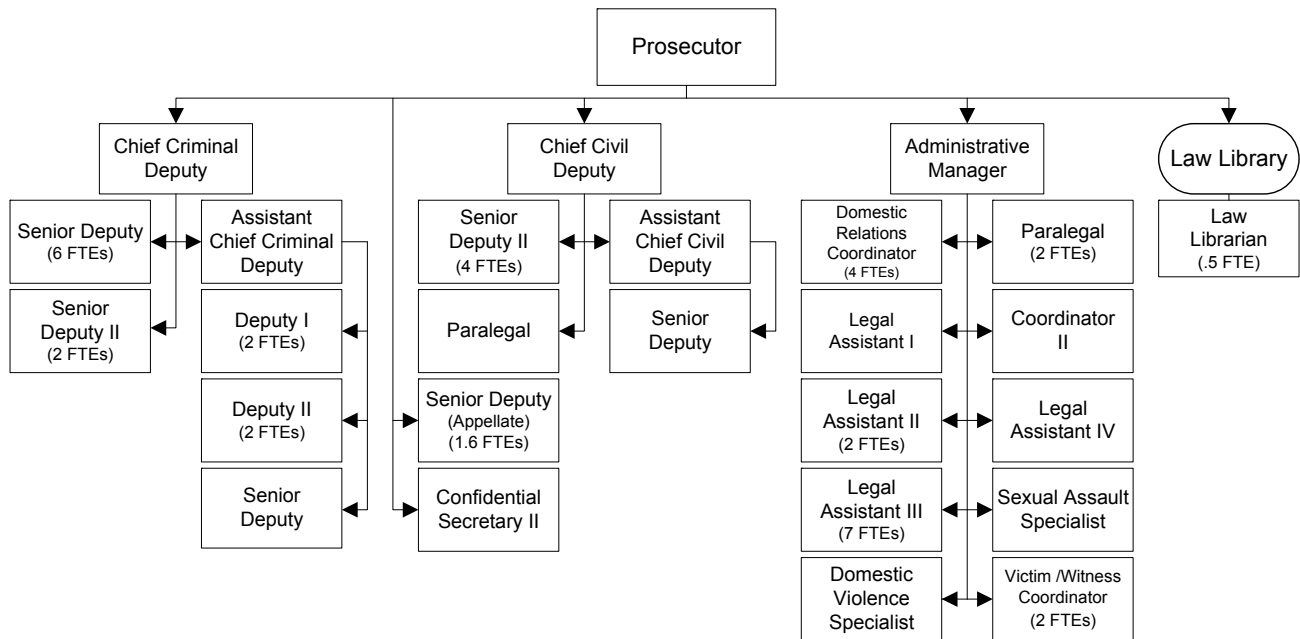 Prosecutor
Chief Criminal
Deputy
Senior Deputy
(6 FTEs)
Senior
Deputy II
(2 FTEs)
Assistant
Chief Criminal
Deputy
Deputy I
(2 FTEs)
Deputy II
(2 FTEs)
Senior
Deputy
Chief Civil
Deputy
Senior
Deputy II
(4 FTEs)
Paralegal
Senior Deputy
(Appellate)
(1.6 FTEs)
Confidential
Secretary II
Assistant
Chief Civil
Deputy
Senior
Deputy
Administrative
Manager
Domestic
Relations
Coordinator
(4 FTEs)
Legal
Assistant I
Legal
Assistant II
(2 FTEs)
Legal
Assistant III
(7 FTEs)
Domestic
Violence
Specialist
Paralegal
(2 FTEs)
Coordinator
II
Legal
Assistant IV
Sexual Assault
Specialist
Victim /Witness
Coordinator
(2 FTEs)
Law Library
Law
Librarian
(.5 FTE)